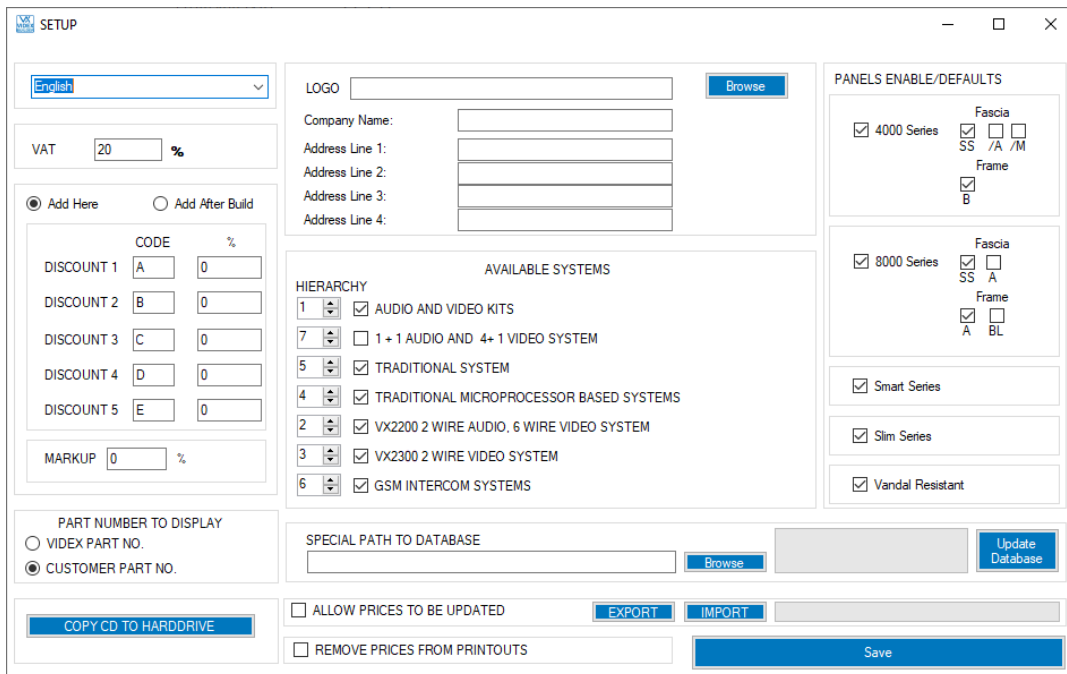 VX
VIDEX
SETUP
English
VAT 20 %
Add Here Add After Build
CODE %
DISCOUNT 1 A 0
DISCOUNT 2 B 0
DISCOUNT 3 C 0
DISCOUNT 4 D 0
DISCOUNT 5 E 0
MARKUP 0 %
PART NUMBER TO DISPLAY
VIDEX PART NO.
CUSTOMER PART NO.
COPY CD TO HARDDRIVE
LOGO Browse
Company Name:
Address Line 1:
Address Line 2:
Address Line 3:
Address Line 4:
AVAILABLE SYSTEMS
HIERARCHY
1 AUDIO AND VIDEO KITS
7 1 + 1 AUDIO AND 4+ 1 VIDEO SYSTEM
5 TRADITIONAL SYSTEM
4 TRADITIONAL MICROPROCESSOR BASED SYSTEMS
2 VX2200 2 WIRE AUDIO, 6 WIRE VIDEO SYSTEM
3 VX2300 2 WIRE VIDEO SYSTEM
6 GSM INTERCOM SYSTEMS
SPECIAL PATH TO DATABASE
Browse
Update
Database
ALLOW PRICES TO BE UPDATED EXPORT IMPORT
REMOVE PRICES FROM PRINTOUTS
Save
PANELS ENABLE/DEFAULTS
Fascia
4000 Series
SS /A /M
Frame
B
Fascia
8000 Series
SS A
Frame
A BL
Smart Series
Slim Series
Vandal Resistant